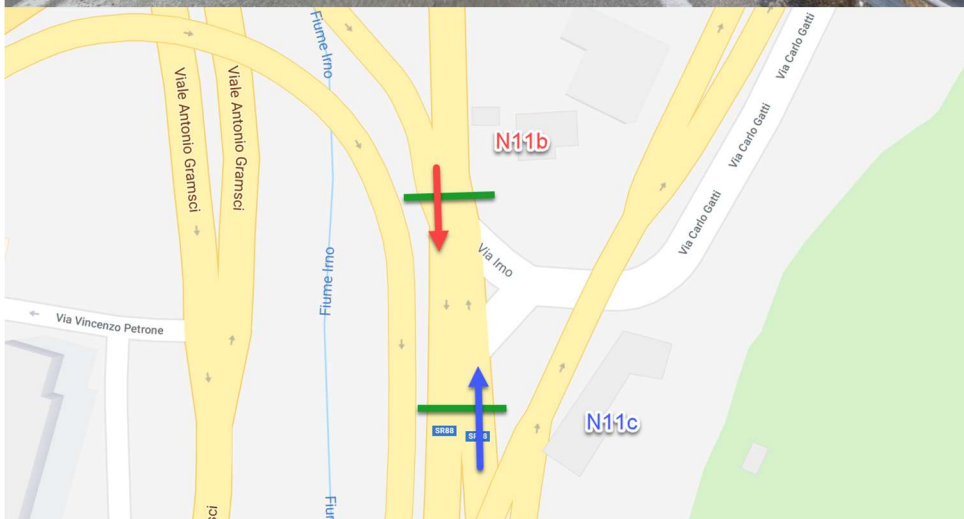 Fiume Irno
Via Carlo Gatti
Viale Antonio Gramsci
Viale Antonio Gramsci
Via Carlo Gatti
N11b
Via Carlo Gatti
Via Irno
Fiume Irno
Via Vincenzo Petrone
N11c
SR88